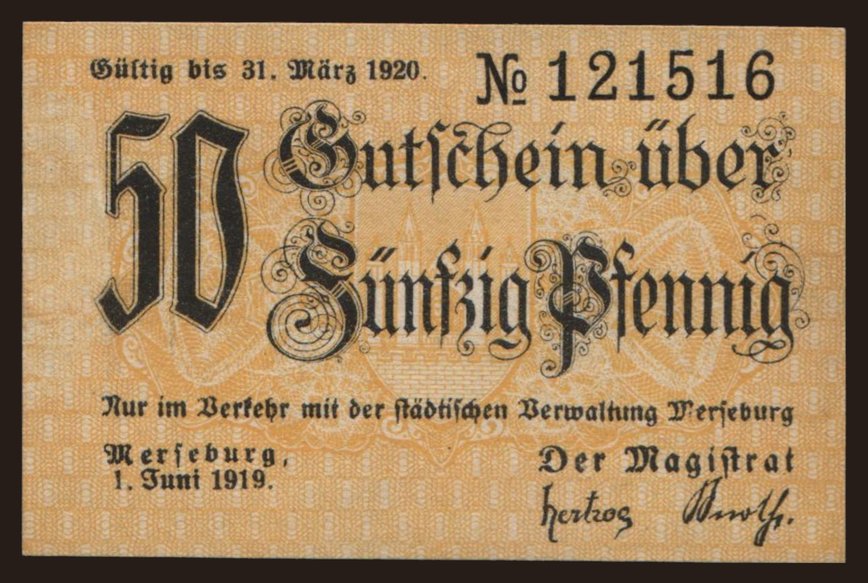 Gültig bis 31. März 1920. № 121516
50 Gutschein über
Fünfzig Pfennig
Nur im Verkehr mit der städtischen Verwaltung Merseburg
Merseburg, Der Magistrat
1. Juni 1919.
Hertzog